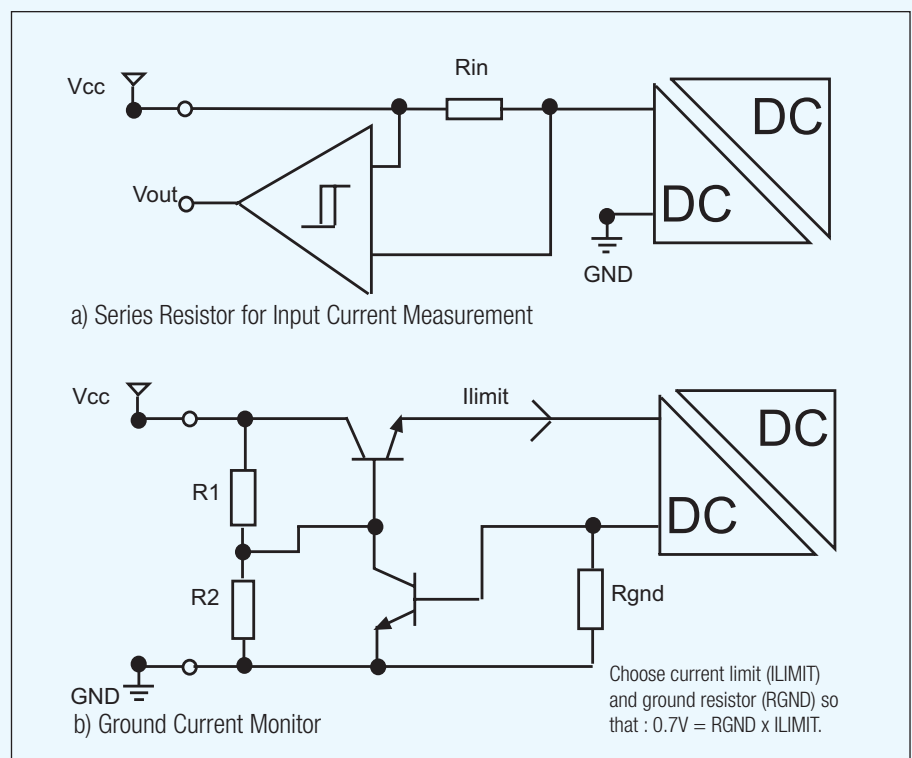 Vcc
Rin
DC
DC
Vout
GND
a) Series Resistor for Input Current Measurement
Vcc
Ilimit
DC
DC
R1
R2
Rgnd
GND
Choose current limit (ILIMIT)
and ground resistor (RGND) so
that : 0.7V = RGND x ILIMIT.
b) Ground Current Monitor